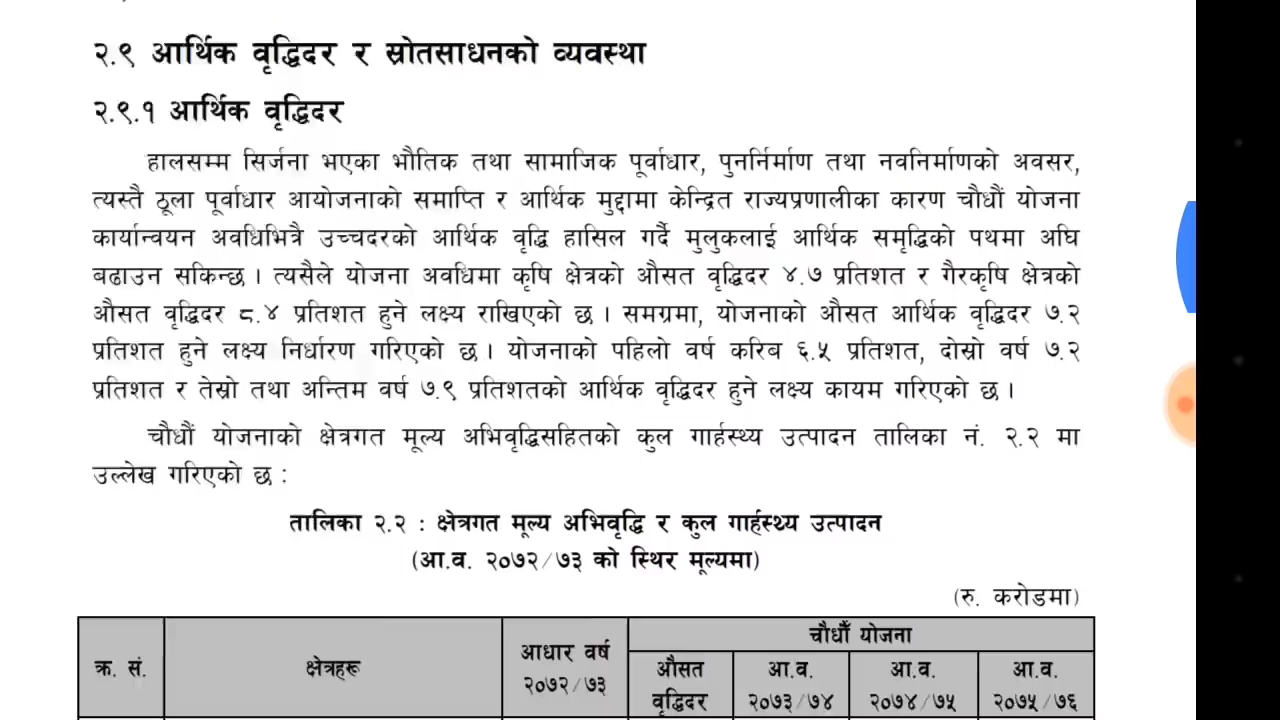 २.९ आर्थिक वृद्धिदर र स्रोतसाधनको व्यवस्था
२.९.१ आर्थिक वृद्धिदर
हालसम्म सिर्जना भएका भौतिक तथा सामाजिक पूर्वाधार, पुनर्निर्माण तथा नवनिर्माणको अवसर,
त्यस्तै ठूला पूर्वाधार आयोजनाको समाप्ति र आर्थिक मुद्दामा केन्द्रित राज्यप्रणालीका कारण चौधौं योजना
कार्यान्वयन अवधिभित्रै उच्चदरको आर्थिक वृद्धि हासिल गर्दै मुलुकलाई आर्थिक समृद्धिको पथमा अघि
बढाउन सकिन्छ । त्यसैले योजना अवधिमा कृषि क्षेत्रको औसत वृद्धिदर ४.७ प्रतिशत र गैरकृषि क्षेत्रको
औसत वृद्धिदर ८.४ प्रतिशत हुने लक्ष्य राखिएको छ । समग्रमा, योजनाको औसत आर्थिक वृद्धिदर ७.२
प्रतिशत हुने लक्ष्य निर्धारण गरिएको छ । योजनाको पहिलो वर्ष करिब ६.५ प्रतिशत, दोस्रो वर्ष ७.२
प्रतिशत र तेस्रो तथा अन्तिम वर्ष ७.९ प्रतिशतको आर्थिक वृद्धिदर हुने लक्ष्य कायम गरिएको छ ।
चौधौं योजनाको क्षेत्रगत मूल्य अभिवृद्धिसहितको कुल गार्हस्थ्य उत्पादन तालिका नं. २.२ मा
उल्लेख गरिएको छ :
तालिका २.२ : क्षेत्रगत मूल्य अभिवृद्धि र कुल गार्हस्थ्य उत्पादन
(आ.व. २०७२/७३ को स्थिर मूल्यमा)
(रु. करोडमा)
क्र. सं. क्षेत्रहरू आधार वर्ष २०७२/७३ चौधौं योजना
औसत वृद्धिदर आ.व. २०७३/७४ आ.व. २०७४/७५ आ.व. २०७५/७६